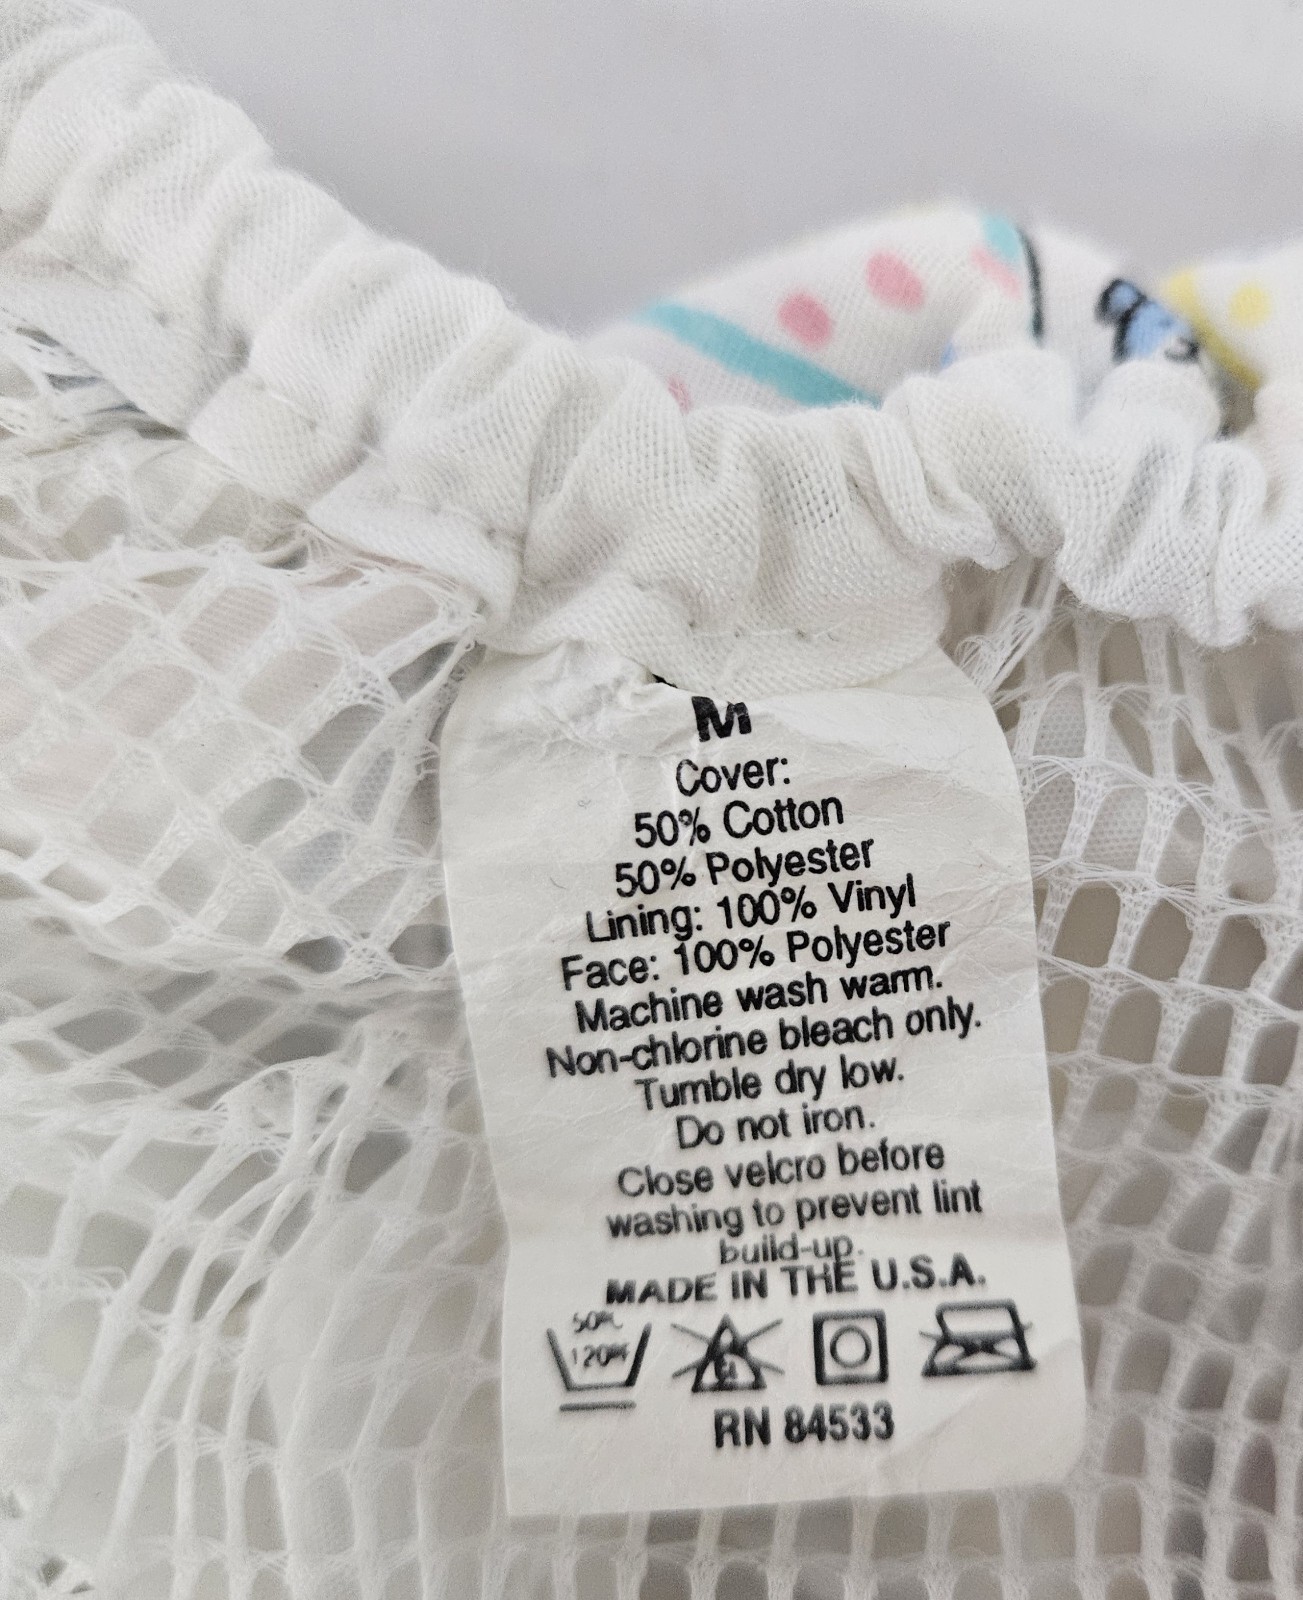 M
Cover:
50% Cotton
50% Polyester
Lining: 100% Vinyl
Face: 100% Polyester
Machine wash warm.
Non-chlorine bleach only.
Tumble dry low.
Do not iron.
Close velcro before
washing to prevent lint
build-up.
MADE IN THE U.S.A.
RN 84533